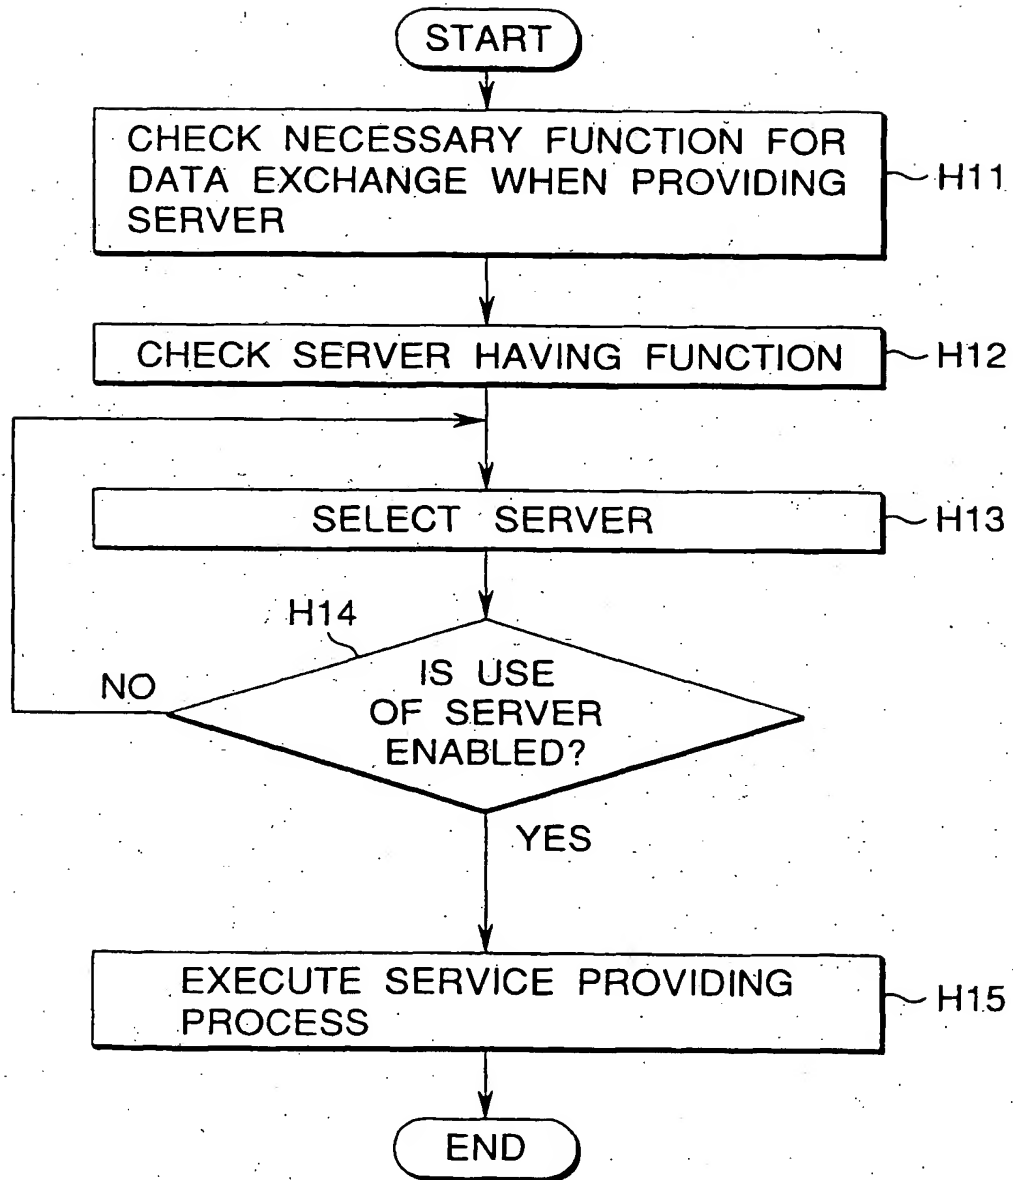 START
CHECK NECESSARY FUNCTION FOR
DATA EXCHANGE WHEN PROVIDING
SERVER
H11
CHECK SERVER HAVING FUNCTION
H12
SELECT SERVER
H13
H14
NO
IS USE
OF SERVER
ENABLED?
YES
EXECUTE SERVICE PROVIDING
PROCESS
H15
END